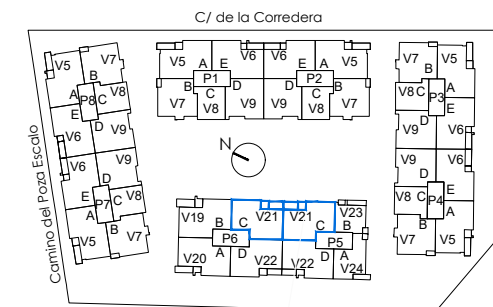 C/ de la Corredera
Camino del Poza Escalo
N
V5 V7
B
A P8 C V8
E
V6 D V9
V6 V9
D
E P7 C V8
A
V5 B V7
V5 A E V6 V6 E A V5
P1 P2
B C D D C B
V7 V8 V9 V9 V8 V7
V7 V5
B A
V8 C P3
E
D V6
V9
V9 V6
D
E
V8 C P4
B A
V7 V5
V19 V21 V21 V23
B C C B
P6 P5
A D D A
V20 V22 V22 V24